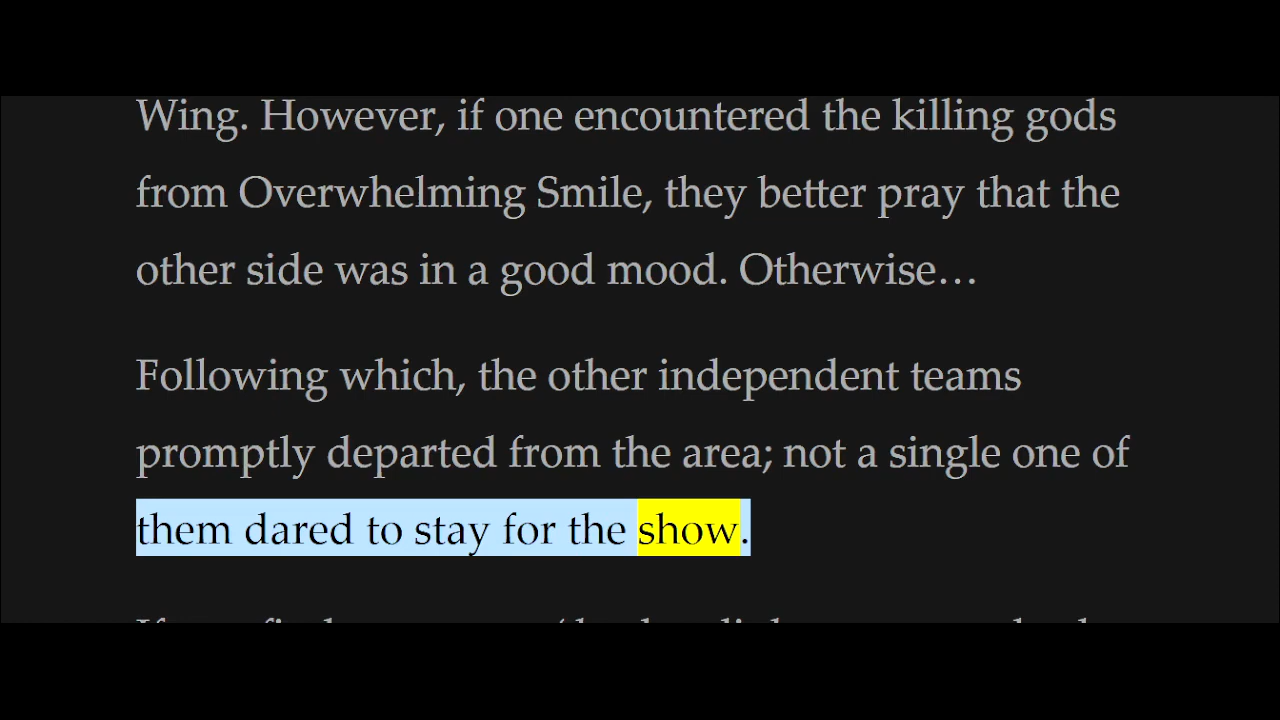 Wing. However, if one encountered the killing gods
from Overwhelming Smile, they better pray that the
other side was in a good mood. Otherwise…
Following which, the other independent teams
promptly departed from the area; not a single one of
them dared to stay for the show.